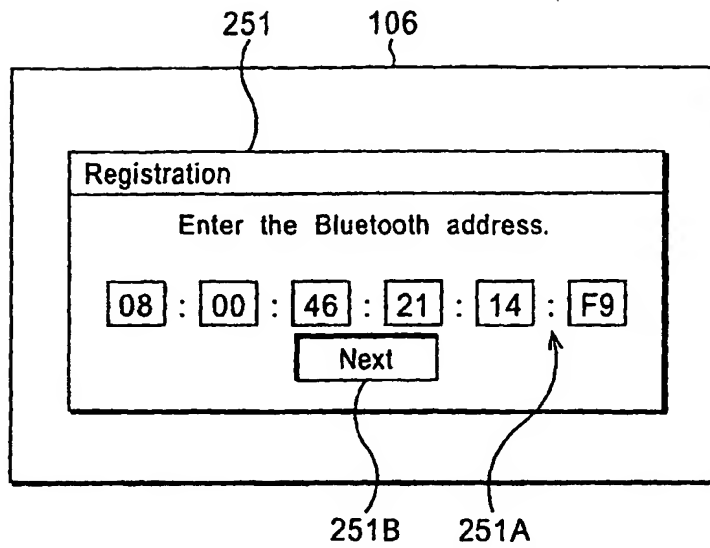 251 106
Registration
Enter the Bluetooth address.
08 : 00 : 46 : 21 : 14 : F9
Next
251B 251A